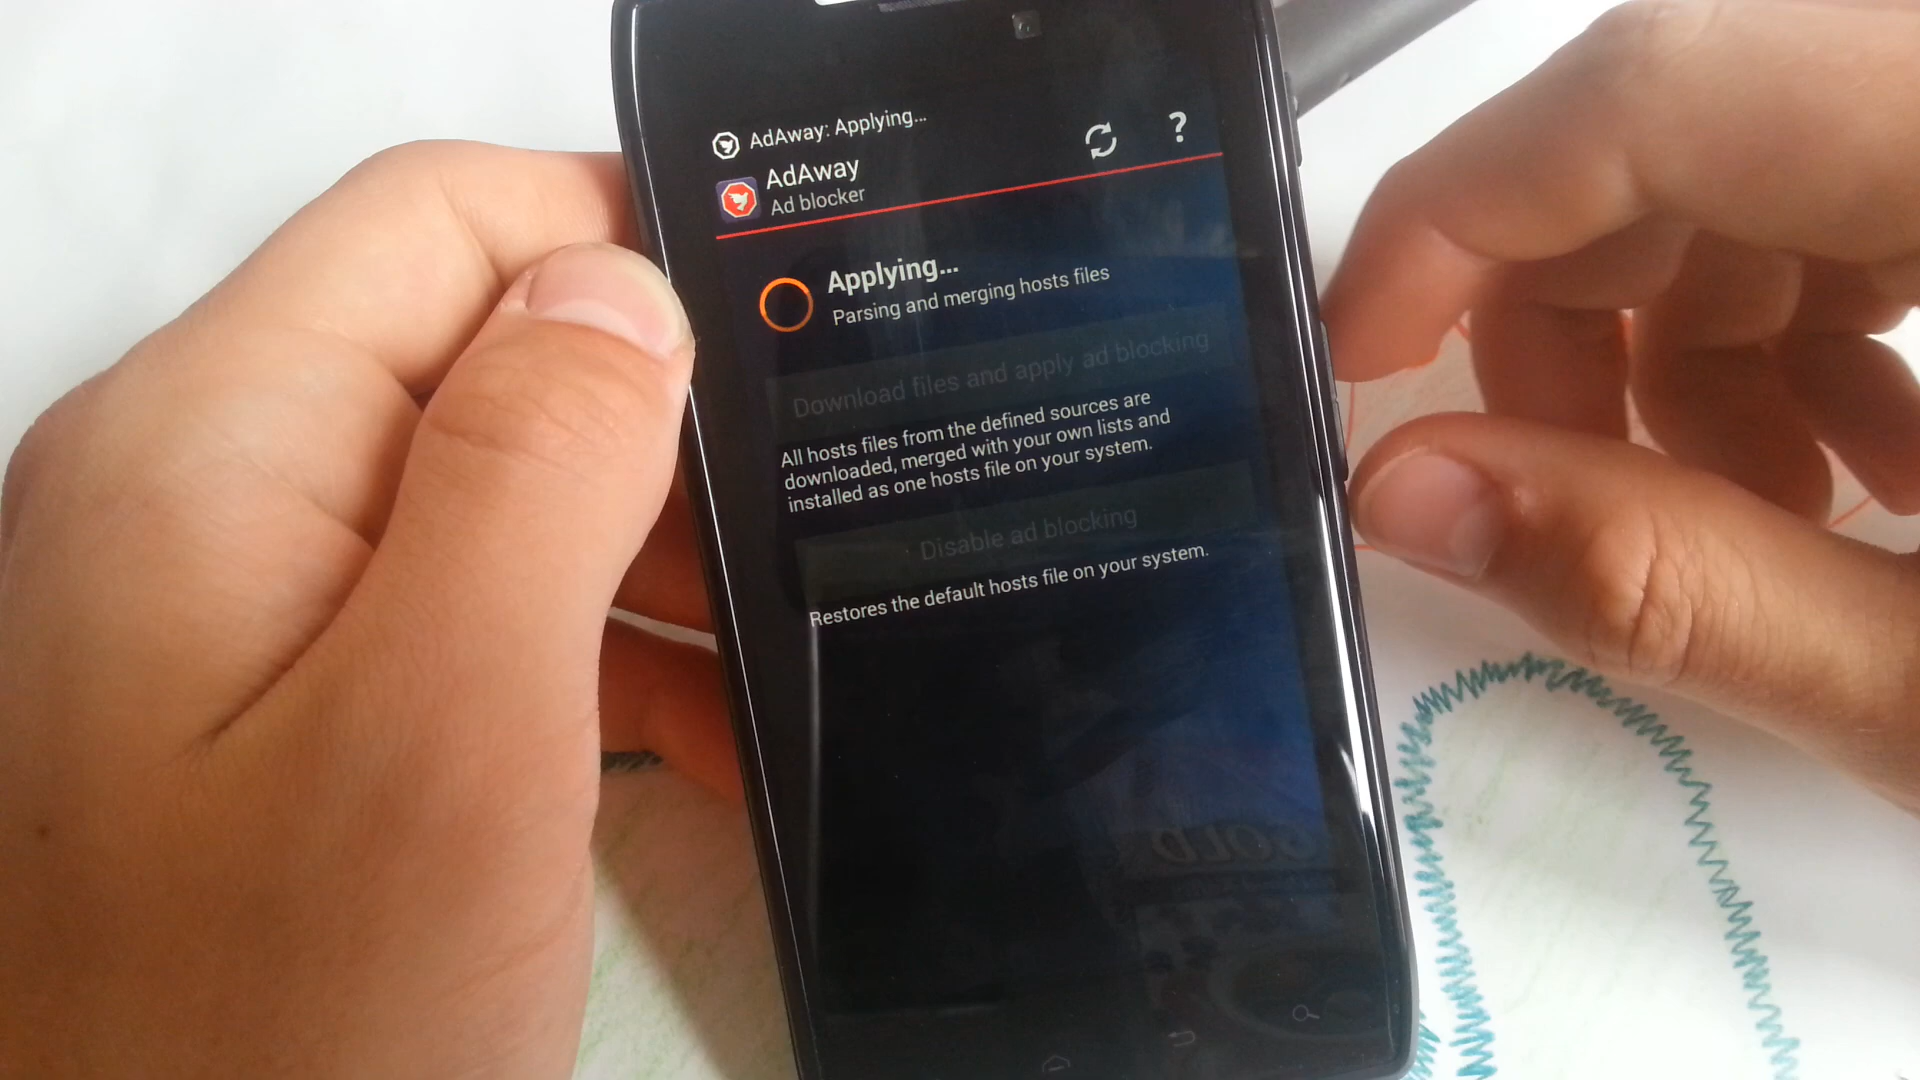 AdAway: Applying...
AdAway
Ad blocker
?
Applying...
Parsing and merging hosts files
Download files and apply ad blocking
All hosts files from the defined sources are
downloaded, merged with your own lists and
installed as one hosts file on your system.
Disable ad blocking
Restores the default hosts file on your system.
GOLD